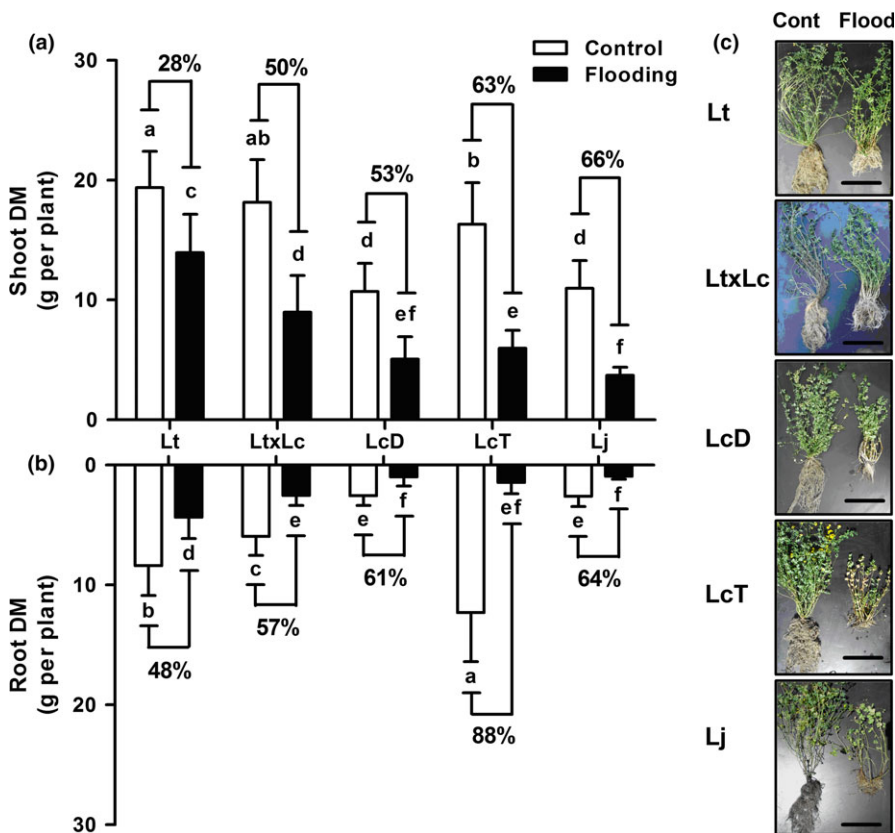 (a)
30
20
10
0
Shoot DM
(g per plant)
Control
Flooding
28%
50%
53%
63%
66%
a
c
ab
d
d
ef
b
e
d
f
Lt
LtxLc
LcD
LcT
Lj
(b)
0
10
20
30
Root DM
(g per plant)
b
d
c
e
e
f
a
ef
e
f
48%
57%
61%
88%
64%
(c)
Cont Flood
Lt
LtxLc
LcD
LcT
Lj